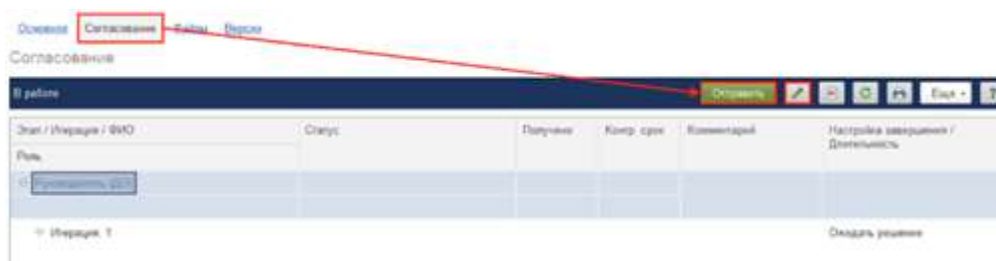 Основное Согласование Файлы Версии
Согласование
В работе Отправить Еще ?
Этап / Итерация / ФИО Статус Получено Контр. срок Комментарий Настройка завершения / Длительность
Роль
Итерация: 1 Ожидать решение